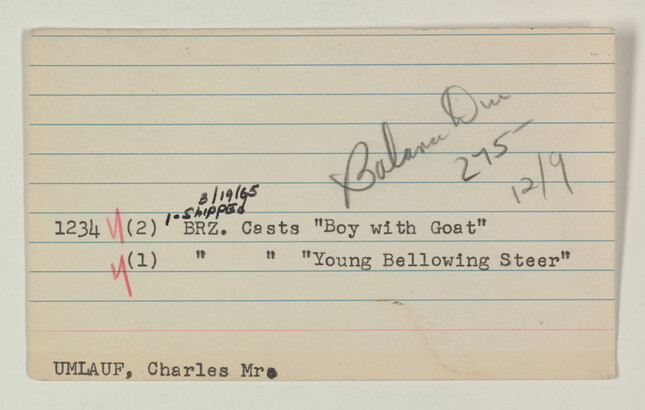 Balance Due
275-
12/9
3/19/65
1-SHIPPED
1234 (2) BRZ. Casts "Boy with Goat"
(1) " " "Young Bellowing Steer"
UMLAUF, Charles Mr.